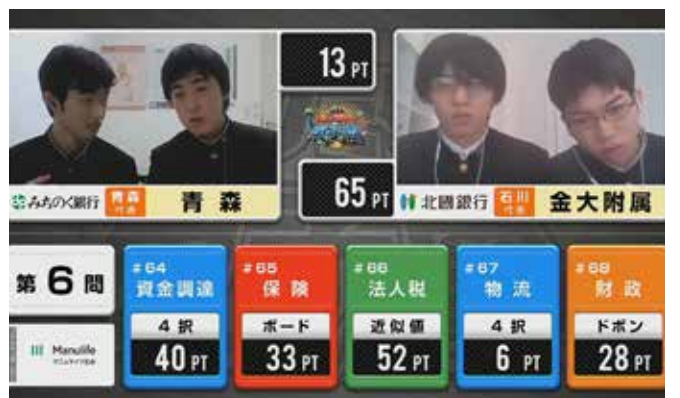 13 PT
65 PT
みちのく銀行 青森代表 青森
北國銀行 石川代表 金大附属
第6問
#64
資金調達
4択
40 PT
#65
保険
ボード
33 PT
#66
法人税
近似値
52 PT
#67
物流
4択
6 PT
#68
財政
ドボン
28 PT
Manulife